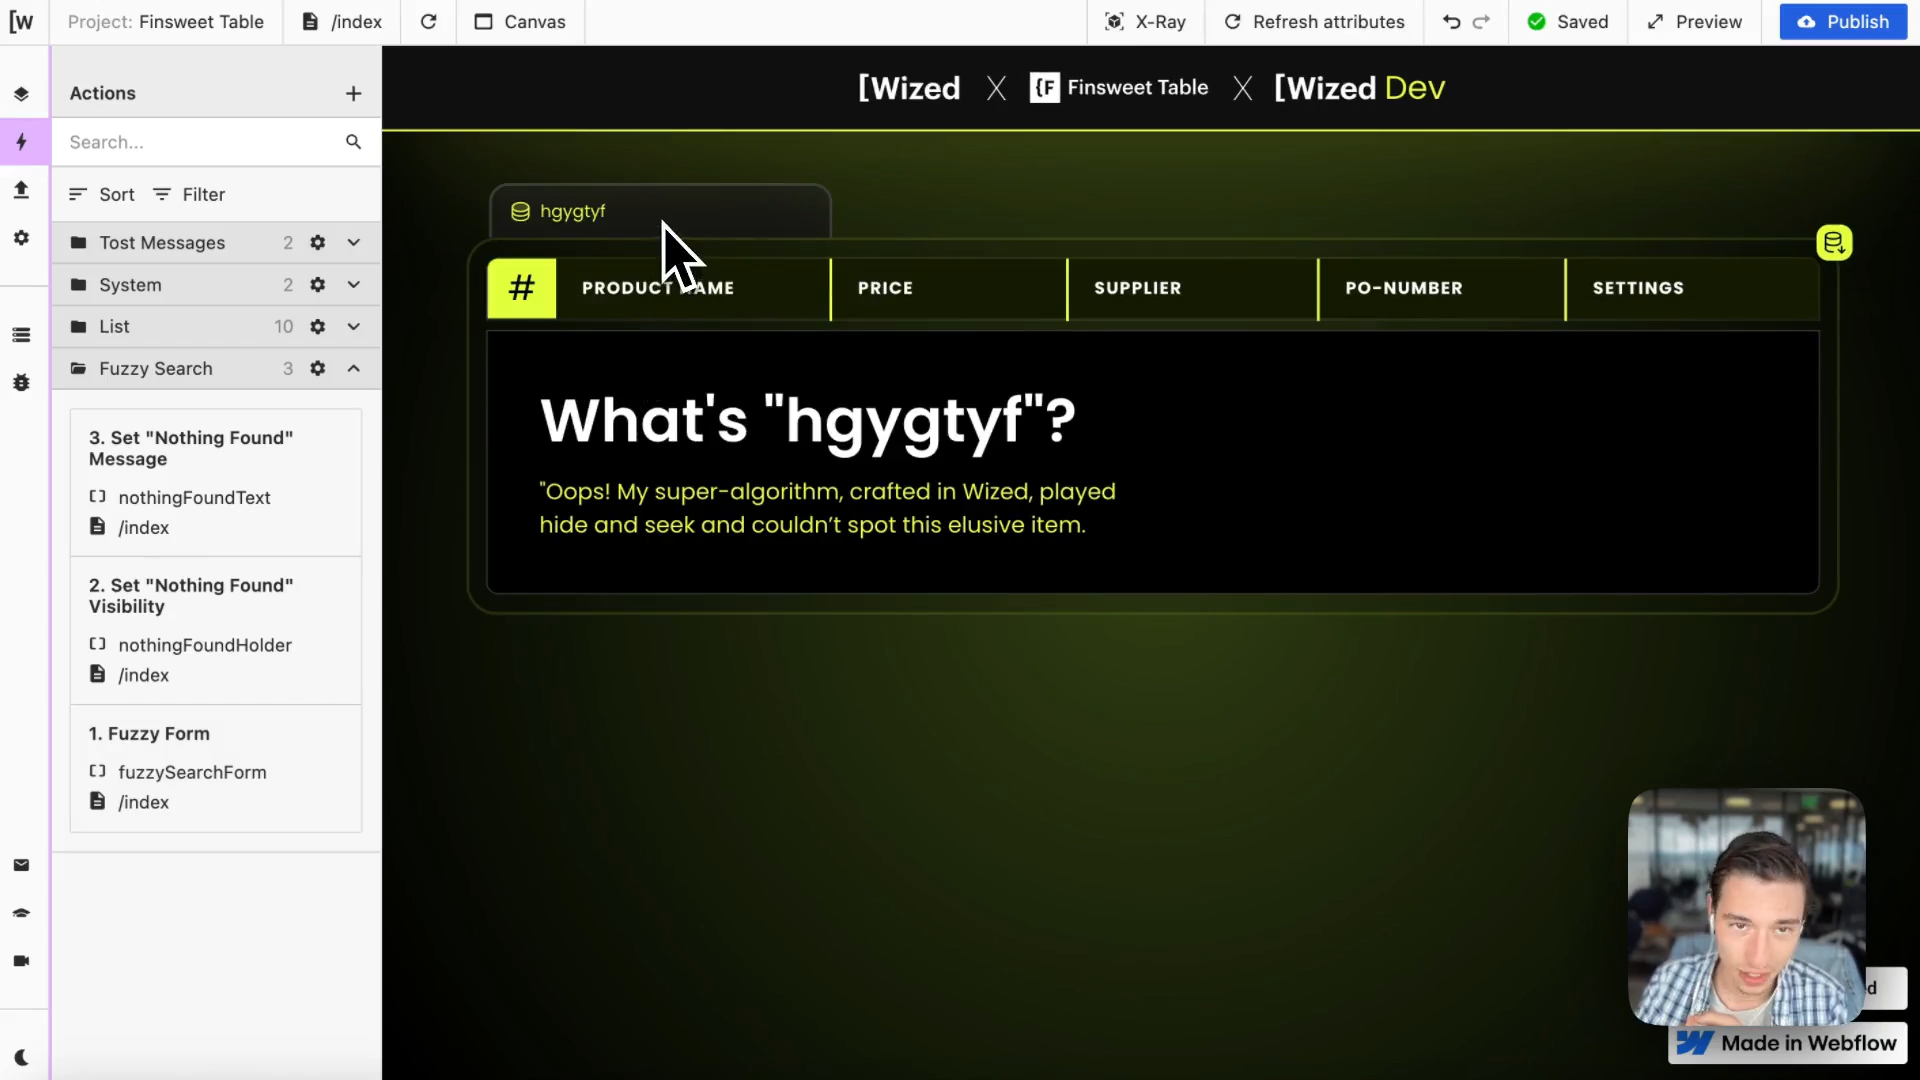 [W
Project: Finsweet Table
/index
Canvas
X-Ray
Refresh attributes
Saved
Preview
Publish
Actions
Search...
Sort
Filter
Tost Messages 2
System 2
List 10
Fuzzy Search 3
3. Set "Nothing Found"
Message
nothingFoundText
/index
2. Set "Nothing Found"
Visibility
nothingFoundHolder
/index
1. Fuzzy Form
fuzzySearchForm
/index
[Wized X {F Finsweet Table X [Wized Dev
hgygtyf
# PRODUCT NAME PRICE SUPPLIER PO-NUMBER SETTINGS
What's "hgygtyf"?
"Oops! My super-algorithm, crafted in Wized, played
hide and seek and couldn't spot this elusive item.
Made in Webflow